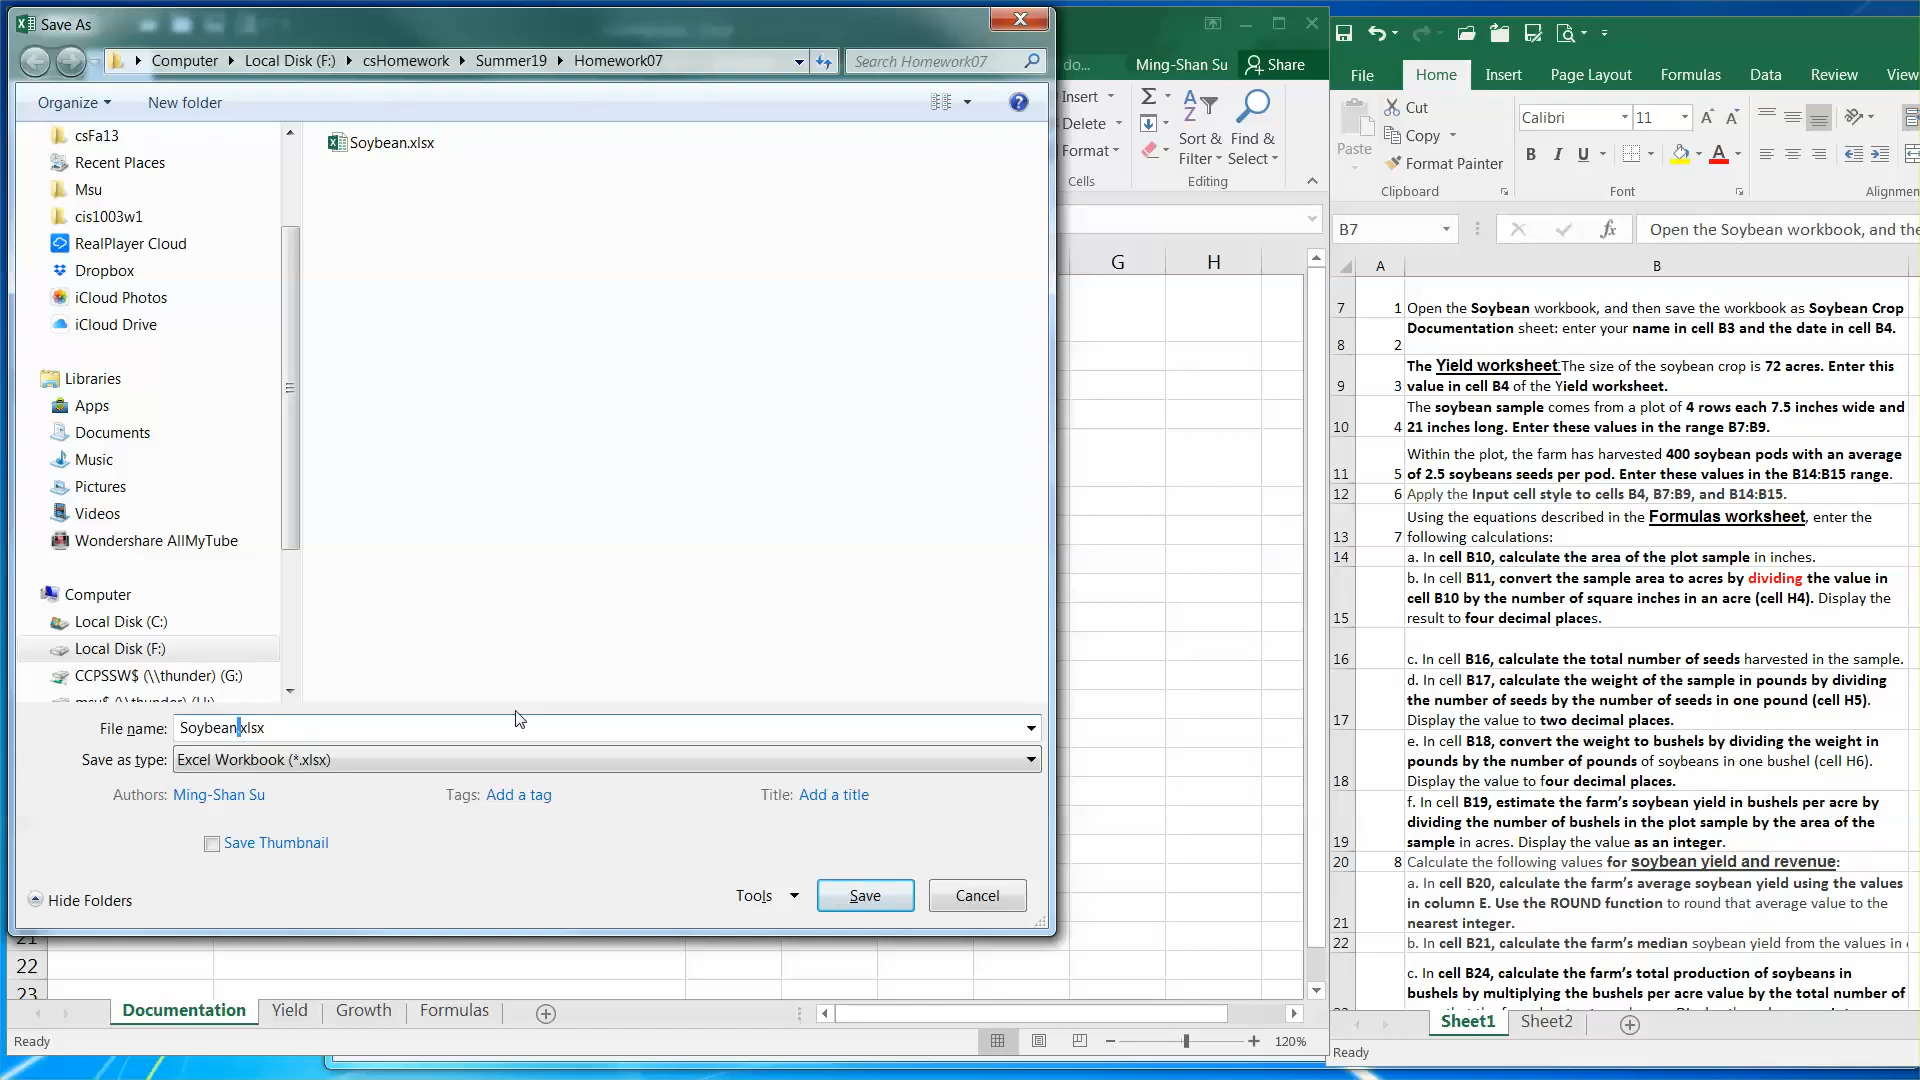 Save As
Computer
Local Disk (F:)
csHomework
Summer19
Homework07
Search Homework07
Organize
New folder
csFa13
Recent Places
Msu
cis1003w1
RealPlayer Cloud
Dropbox
iCloud Photos
iCloud Drive
Libraries
Apps
Documents
Music
Pictures
Videos
Wondershare AllMyTube
Computer
Local Disk (C:)
Local Disk (F:)
CCPSSW$ (\\thunder) (G:)
Soybean.xlsx
File name: Soybean.xlsx
Save as type: Excel Workbook (*.xlsx)
Authors: Ming-Shan Su
Tags: Add a tag
Title: Add a title
Save Thumbnail
Hide Folders
Tools
Save
Cancel
do...
Ming-Shan Su
Share
Insert
Delete
Format
Cells
Sort &
Filter
Find &
Select
Editing
G
H
21
22
23
Documentation
Yield
Growth
Formulas
Ready
120%
File
Home
Insert
Page Layout
Formulas
Data
Review
View
Paste
Cut
Copy
Format Painter
Clipboard
Calibri
11
B I U
Font
Alignmen
B7
fx
Open the Soybean workbook, and the
A
B
7 1 Open the Soybean workbook, and then save the workbook as Soybean Crop
Documentation sheet: enter your name in cell B3 and the date in cell B4.
8 2
The Yield worksheet:The size of the soybean crop is 72 acres. Enter this
9 3 value in cell B4 of the Yield worksheet.
The soybean sample comes from a plot of 4 rows each 7.5 inches wide and
10 4 21 inches long. Enter these values in the range B7:B9.
Within the plot, the farm has harvested 400 soybean pods with an average
11 5 of 2.5 soybeans seeds per pod. Enter these values in the B14:B15 range.
12 6 Apply the Input cell style to cells B4, B7:B9, and B14:B15.
Using the equations described in the Formulas worksheet, enter the
13 7 following calculations:
14 a. In cell B10, calculate the area of the plot sample in inches.
b. In cell B11, convert the sample area to acres by dividing the value in
cell B10 by the number of square inches in an acre (cell H4). Display the
15 result to four decimal places.
16 c. In cell B16, calculate the total number of seeds harvested in the sample.
d. In cell B17, calculate the weight of the sample in pounds by dividing
the number of seeds by the number of seeds in one pound (cell H5).
17 Display the value to two decimal places.
e. In cell B18, convert the weight to bushels by dividing the weight in
pounds by the number of pounds of soybeans in one bushel (cell H6).
18 Display the value to four decimal places.
f. In cell B19, estimate the farm's soybean yield in bushels per acre by
dividing the number of bushels in the plot sample by the area of the
19 sample in acres. Display the value as an integer.
20 8 Calculate the following values for soybean yield and revenue:
a. In cell B20, calculate the farm's average soybean yield using the values
in column E. Use the ROUND function to round that average value to the
21 nearest integer.
22 b. In cell B21, calculate the farm's median soybean yield from the values in
c. In cell B24, calculate the farm's total production of soybeans in
bushels by multiplying the bushels per acre value by the total number of
Sheet1
Sheet2
Ready